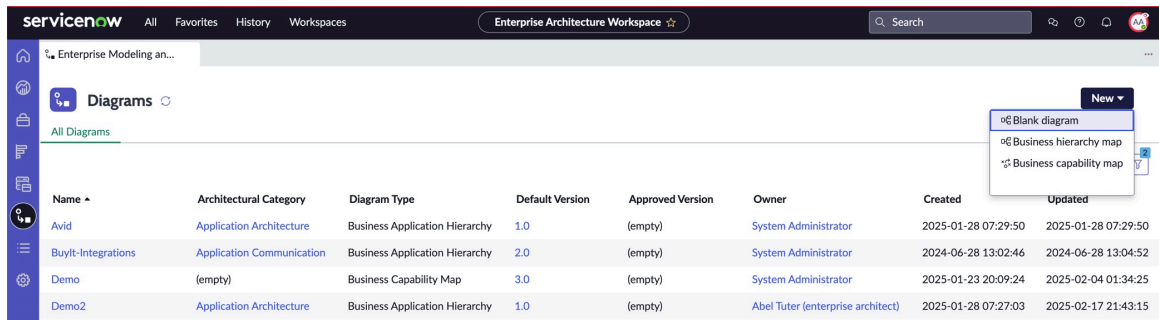 servicenow All Favorites History Workspaces Enterprise Architecture Workspace Search AA
Enterprise Modeling an...
Diagrams New
All Diagrams
Blank diagram
Business hierarchy map
Business capability map 2
Name Architectural Category Diagram Type Default Version Approved Version Owner Created Updated
Avid Application Architecture Business Application Hierarchy 1.0 (empty) System Administrator 2025-01-28 07:29:50 2025-01-28 07:29:50
BuyIt-Integrations Application Communication Business Application Hierarchy 2.0 (empty) System Administrator 2024-06-28 13:02:46 2024-06-28 13:04:52
Demo (empty) Business Capability Map 3.0 (empty) System Administrator 2025-01-23 20:09:24 2025-02-04 01:34:25
Demo2 Application Architecture Business Application Hierarchy 1.0 (empty) Abel Tuter (enterprise architect) 2025-01-28 07:27:03 2025-02-17 21:43:15